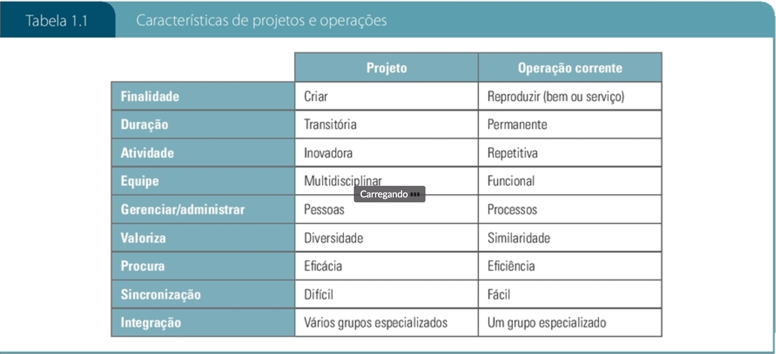 Tabela 1.1 Características de projetos e operações
Projeto Operação corrente
Finalidade Criar Reproduzir (bem ou serviço)
Duração Transitória Permanente
Atividade Inovadora Repetitiva
Equipe Multidisciplinar Funcional
Carregando
Gerenciar/administrar Pessoas Processos
Valoriza Diversidade Similaridade
Procura Eficácia Eficiência
Sincronização Difícil Fácil
Integração Vários grupos especializados Um grupo especializado